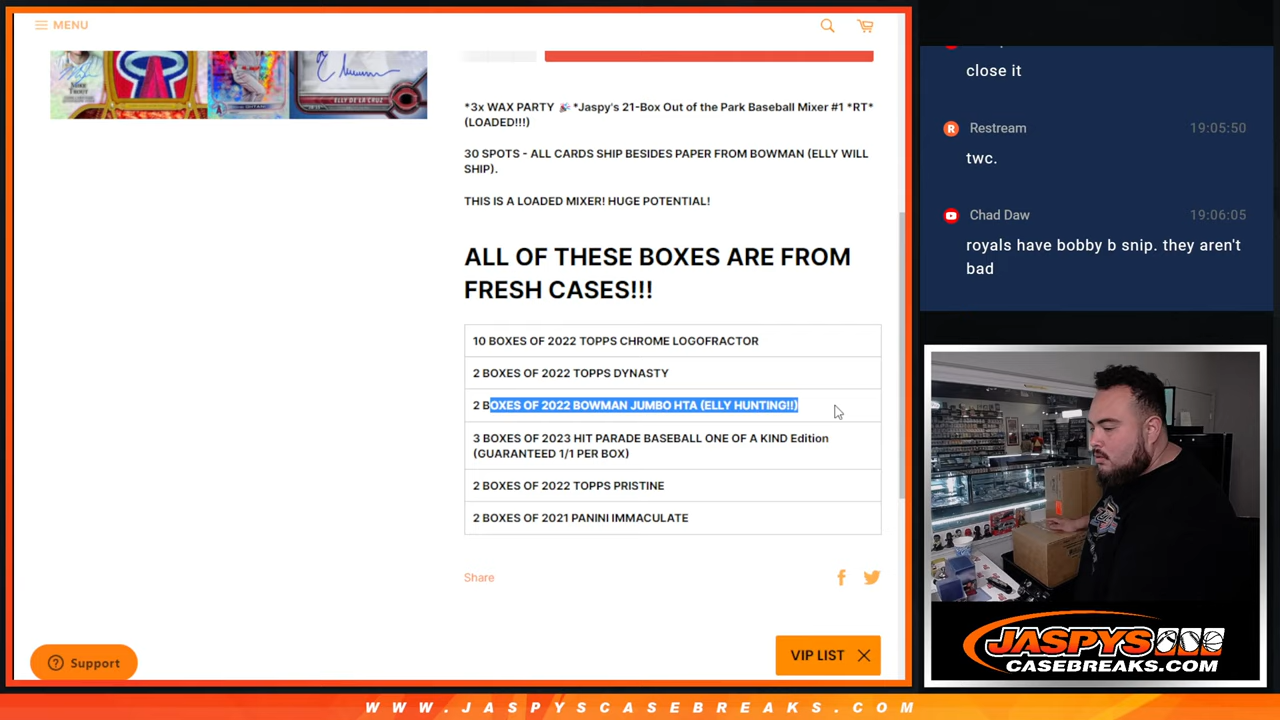 MENU
*3x WAX PARTY 🎉 *Jaspy's 21-Box Out of the Park Baseball Mixer #1 *RT*
(LOADED!!!)
30 SPOTS - ALL CARDS SHIP BESIDES PAPER FROM BOWMAN (ELLY WILL
SHIP).
THIS IS A LOADED MIXER! HUGE POTENTIAL!
ALL OF THESE BOXES ARE FROM
FRESH CASES!!!
10 BOXES OF 2022 TOPPS CHROME LOGOFRACTOR
2 BOXES OF 2022 TOPPS DYNASTY
2 BOXES OF 2022 BOWMAN JUMBO HTA (ELLY HUNTING!!)
3 BOXES OF 2023 HIT PARADE BASEBALL ONE OF A KIND Edition
(GUARANTEED 1/1 PER BOX)
2 BOXES OF 2022 TOPPS PRISTINE
2 BOXES OF 2021 PANINI IMMACULATE
Share
Support
VIP LIST
MIKE
TROUT
ELLY DE LA CRUZ
close it
Restream 19:05:50
twc.
Chad Daw 19:06:05
royals have bobby b snip. they aren't
bad
JASPYS
CASEBREAKS.COM
WWW.JASPYSCASEBREAKS.COM